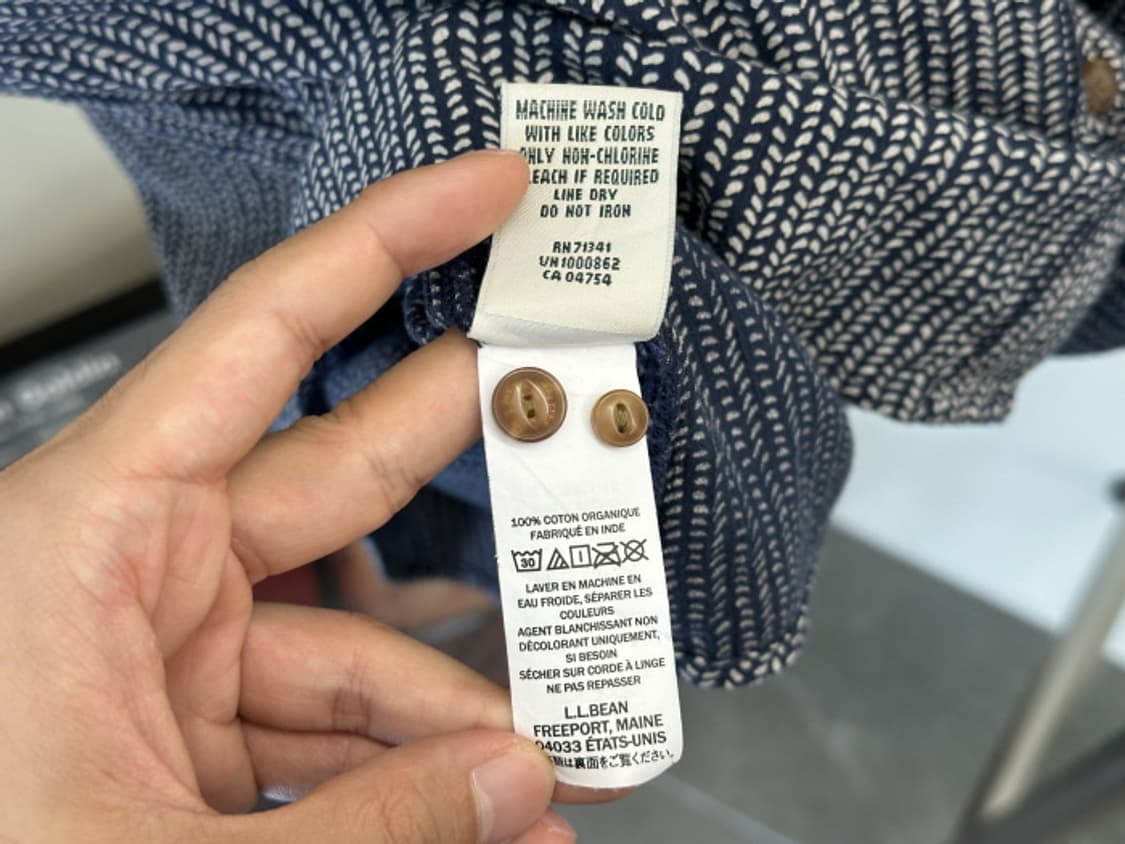 MACHINE WASH COLD
WITH LIKE COLORS
ONLY NON-CHLORINE
LEACH IF REQUIRED
LINE DRY
DO NOT IRON
RN 71341
VN1000862
CA 04754
100% COTON ORGANIQUE
FABRIQUÉ EN INDE
30
LAVER EN MACHINE EN
EAU FROIDE, SÉPARER LES
COULEURS
AGENT BLANCHISSANT NON
DÉCOLORANT UNIQUEMENT,
SI BESOIN
SÉCHER SUR CORDE À LINGE
NE PAS REPASSER
L.L.BEAN
FREEPORT, MAINE
04033 ÉTATS-UNIS
は裏面をご覧ください。